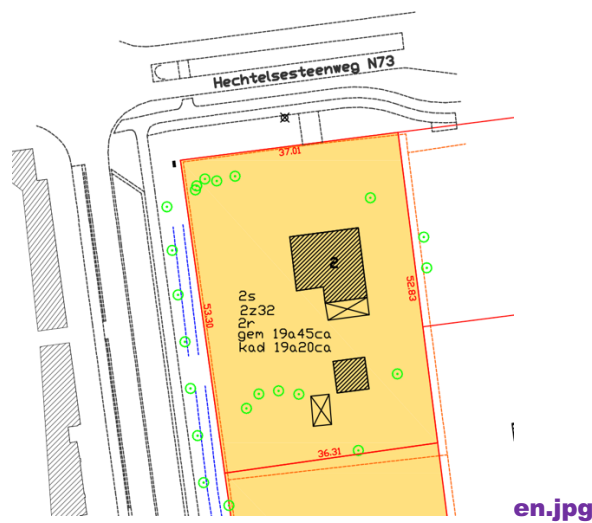 Hechtelsesteenweg N73
37.01
2
52.83
53.30
2s
2z32
2r
gem 19a45ca
kad 19a20ca
36.31
en.jpg